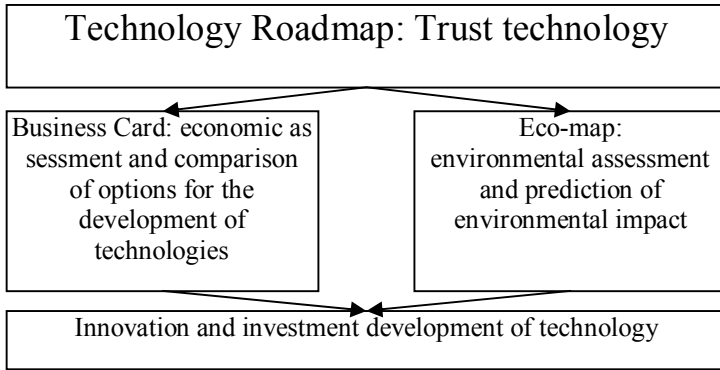 Technology Roadmap: Trust technology
Business Card: economic as
sessment and comparison
of options for the
development of
technologies
Eco-map:
environmental assessment
and prediction of
environmental impact
Innovation and investment development of technology